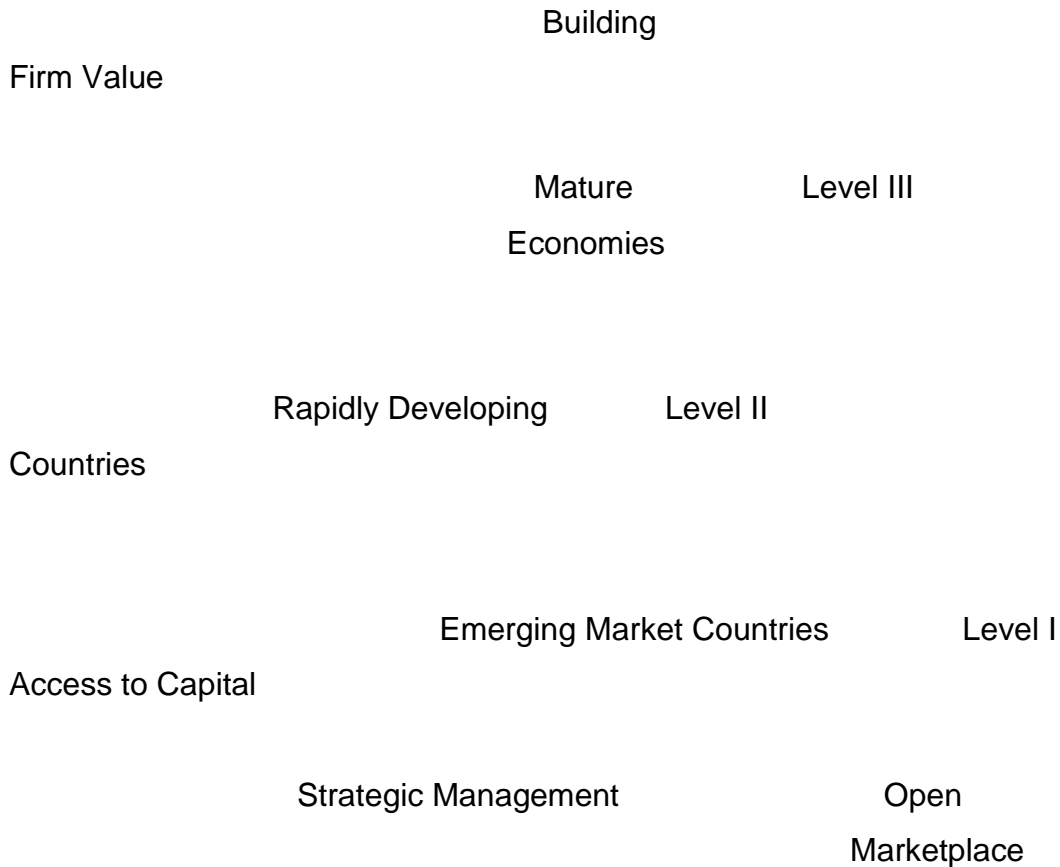 Building
Firm Value
Mature Level III
Economies
Rapidly Developing Level II
Countries
Emerging Market Countries Level I
Access to Capital
Strategic Management Open
Marketplace